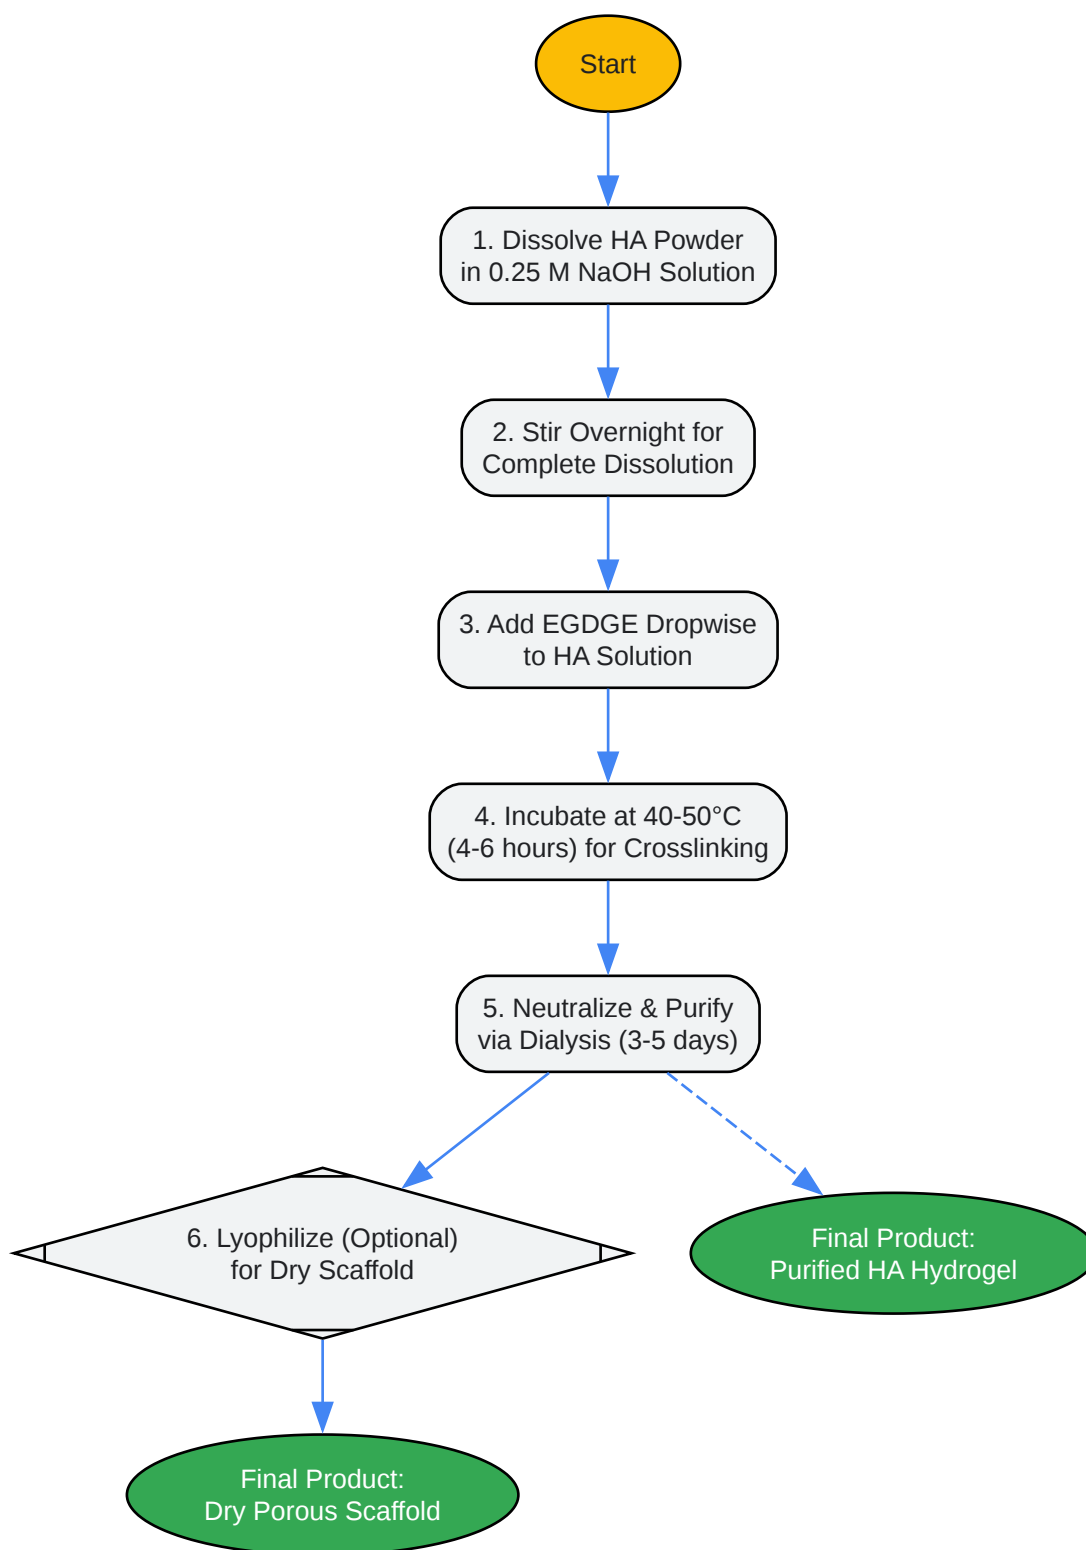 Start
1. Dissolve HA Powder
in 0.25 M NaOH Solution
2. Stir Overnight for
Complete Dissolution
3. Add EGDGE Dropwise
to HA Solution
4. Incubate at 40-50°C
(4-6 hours) for Crosslinking
5. Neutralize & Purify
via Dialysis (3-5 days)
6. Lyophilize (Optional)
for Dry Scaffold
Final Product:
Purified HA Hydrogel
Final Product:
Dry Porous Scaffold